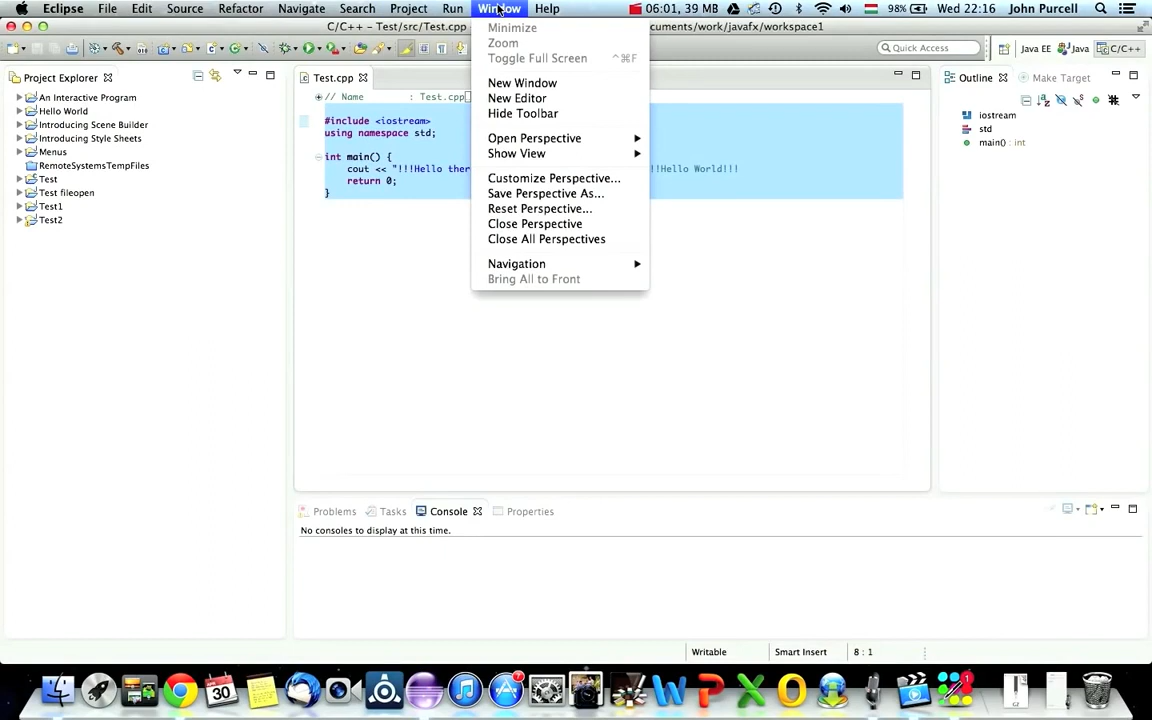 Eclipse File Edit Source Refactor Navigate Search Project Run Window Help 06:01, 39 MB 98% Wed 22:16 John Purcell
C/C++ - Test/src/Test.cpp ocuments/work/javafx/workspace1
Quick Access Java EE Java C/C++
Project Explorer
An Interactive Program
Hello World
Introducing Scene Builder
Introducing Style Sheets
Menus
RemoteSystemsTempFiles
Test
Test fileopen
Test1
Test2
Test.cpp
// Name : Test.cpp
#include <iostream>
using namespace std;
int main() {
cout << "!!!Hello ther !!Hello World!!!
return 0;
}
Minimize
Zoom
Toggle Full Screen ^⌘F
New Window
New Editor
Hide Toolbar
Open Perspective
Show View
Customize Perspective...
Save Perspective As...
Reset Perspective...
Close Perspective
Close All Perspectives
Navigation
Bring All to Front
Outline Make Target
iostream
std
main() : int
Problems Tasks Console Properties
No consoles to display at this time.
Writable Smart Insert 8 : 1
30
7
1